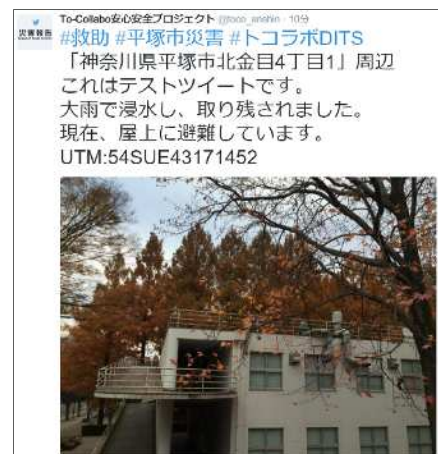 To-Collabo安心安全プロジェクト @toco_anshin · 10分
災害報告
#救助 #平塚市災害 #トコラボDITS
「神奈川県平塚市北金目4丁目1」周辺
これはテストツイートです。
大雨で浸水し、取り残されました。
現在、屋上に避難しています。
UTM:54SUE43171452